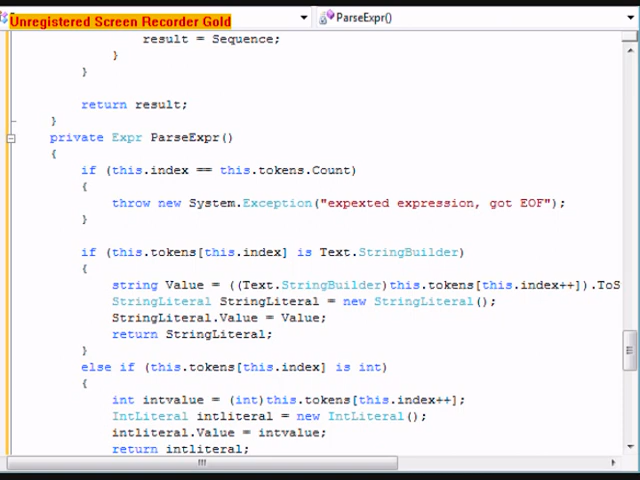 Unregistered Screen Recorder Gold
ParseExpr()
result = Sequence;
}
}
return result;
}
private Expr ParseExpr()
{
if (this.index == this.tokens.Count)
{
throw new System.Exception("expexted expression, got EOF");
}
if (this.tokens[this.index] is Text.StringBuilder)
{
string Value = ((Text.StringBuilder)this.tokens[this.index++]).ToS
StringLiteral StringLiteral = new StringLiteral();
StringLiteral.Value = Value;
return StringLiteral;
}
else if (this.tokens[this.index] is int)
{
int intvalue = (int)this.tokens[this.index++];
IntLiteral intliteral = new IntLiteral();
intliteral.Value = intvalue;
return intliteral;